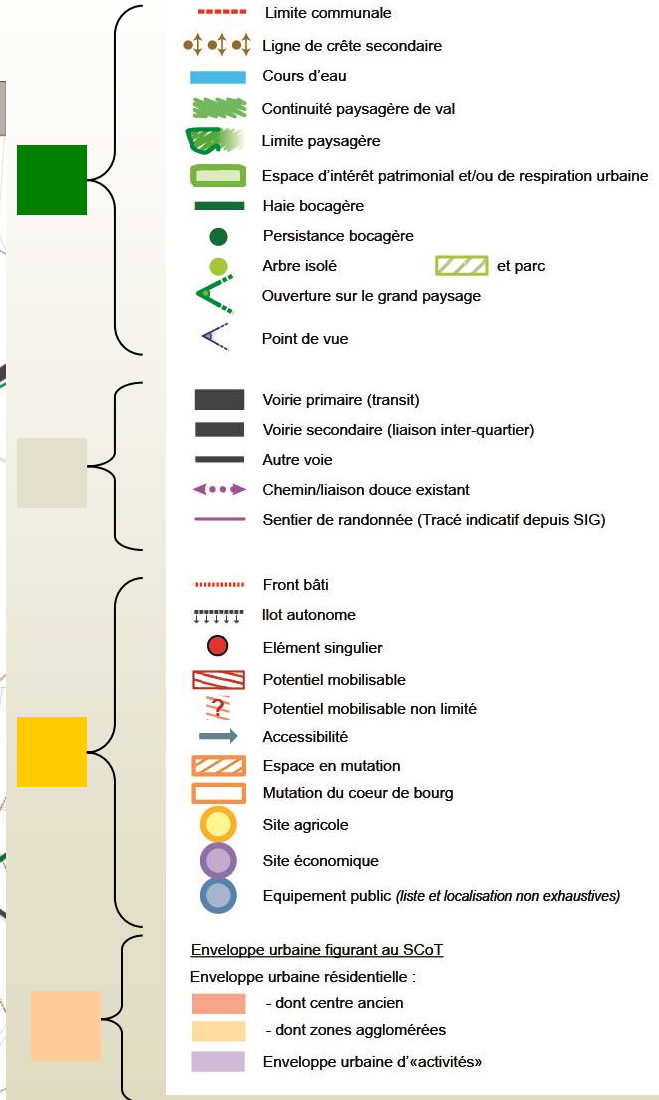 Limite communale
Ligne de crête secondaire
Cours d'eau
Continuité paysagère de val
Limite paysagère
Espace d'intérêt patrimonial et/ou de respiration urbaine
Haie bocagère
Persistance bocagère
Arbre isolé et parc
Ouverture sur le grand paysage
Point de vue
Voirie primaire (transit)
Voirie secondaire (liaison inter-quartier)
Autre voie
Chemin/liaison douce existant
Sentier de randonnée (Tracé indicatif depuis SIG)
Front bâti
Ilot autonome
Elément singulier
Potentiel mobilisable
? Potentiel mobilisable non limité
Accessibilité
Espace en mutation
Mutation du coeur de bourg
Site agricole
Site économique
Equipement public (liste et localisation non exhaustives)
Enveloppe urbaine figurant au SCoT
Enveloppe urbaine résidentielle :
- dont centre ancien
- dont zones agglomérées
Enveloppe urbaine d'«activités»